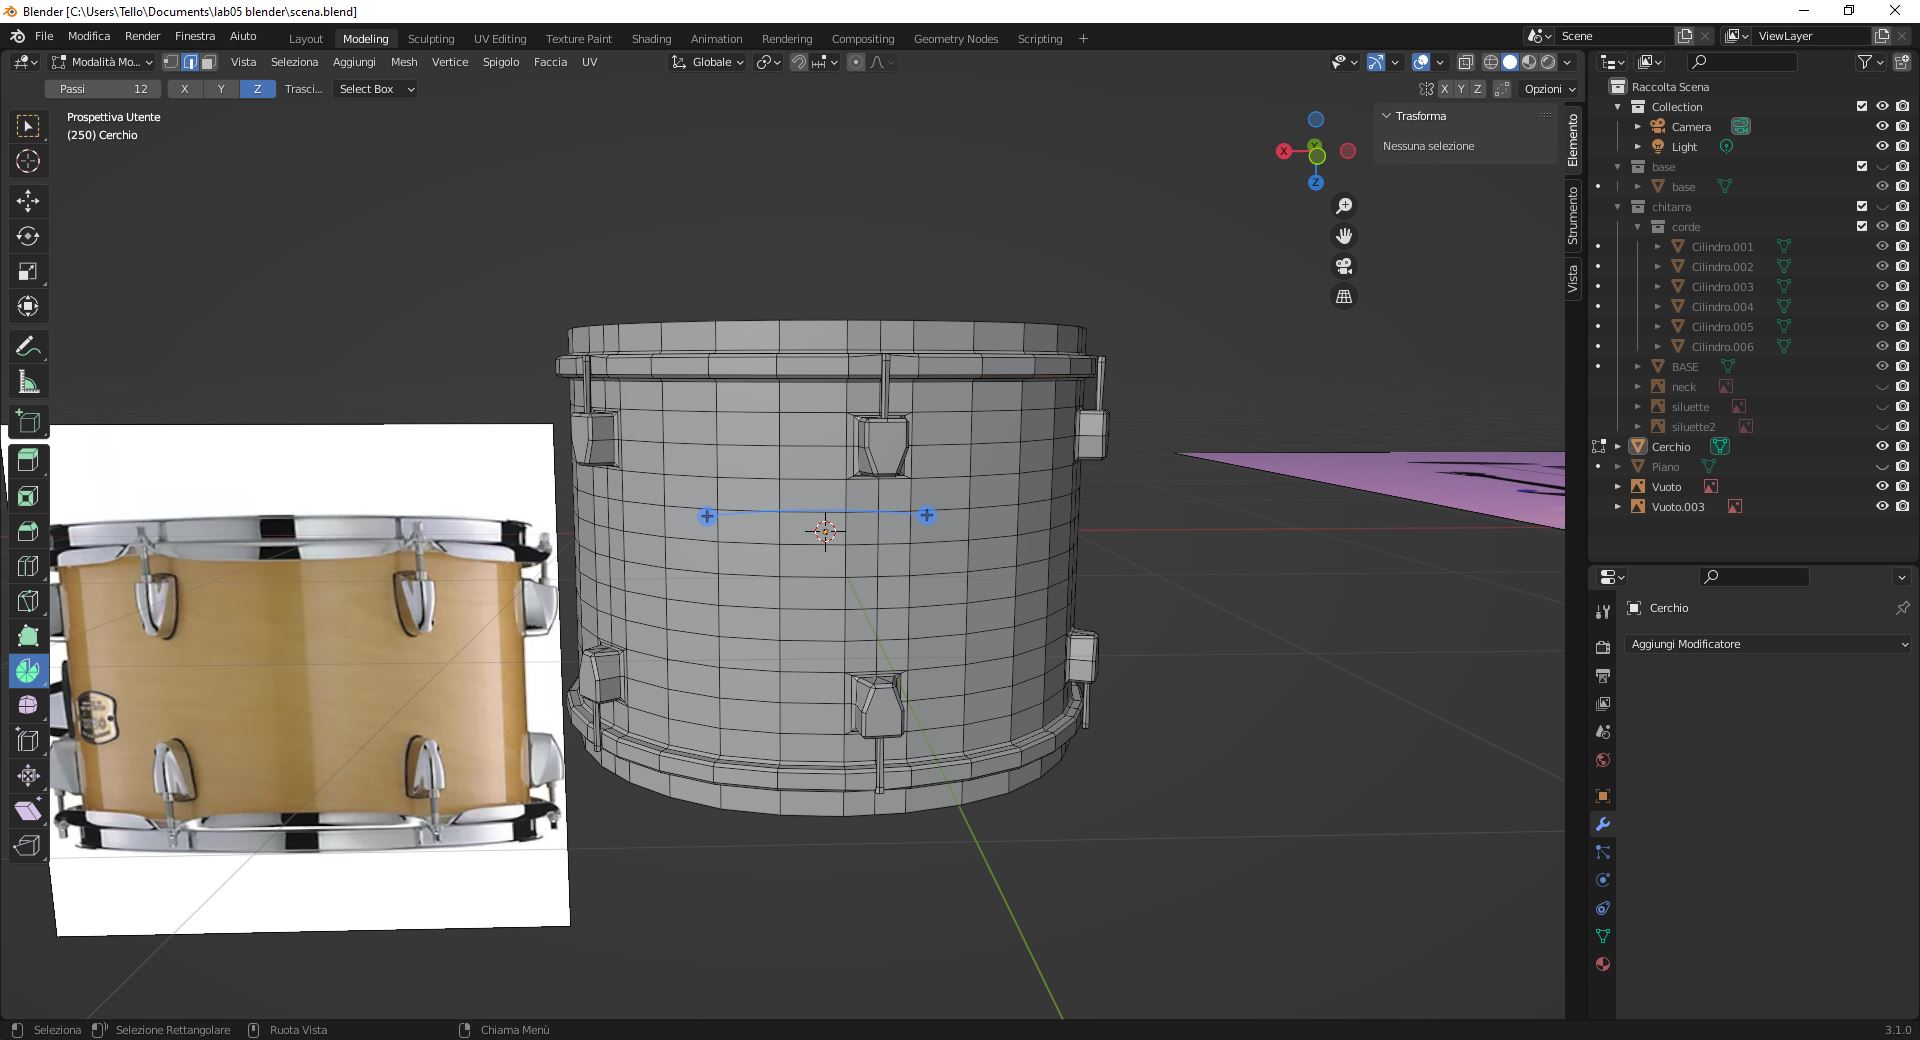 Blender [C:\Users\Tello\Documents\lab05 blender\scena.blend]
File Modifica Render Finestra Aiuto Layout Modeling Sculpting UV Editing Texture Paint Shading Animation Rendering Compositing Geometry Nodes Scripting + Scene ViewLayer
Modalità Mo... Vista Seleziona Aggiungi Mesh Vertice Spigolo Faccia UV Globale
Passi 12 X Y Z Trasci... Select Box X Y Z Opzioni
Prospettiva Utente
(250) Cerchio
X
Y
Z
Trasforma
Nessuna selezione
Elemento
Strumento
Vista
Raccolta Scena
Collection
Camera
Light
base
base
chitarra
corde
Cilindro.001
Cilindro.002
Cilindro.003
Cilindro.004
Cilindro.005
Cilindro.006
BASE
neck
siluette
siluette2
Cerchio
Piano
Vuoto
Vuoto.003
Cerchio
Aggiungi Modificatore
Seleziona Selezione Rettangolare Ruota Vista Chiama Menù 3.1.0